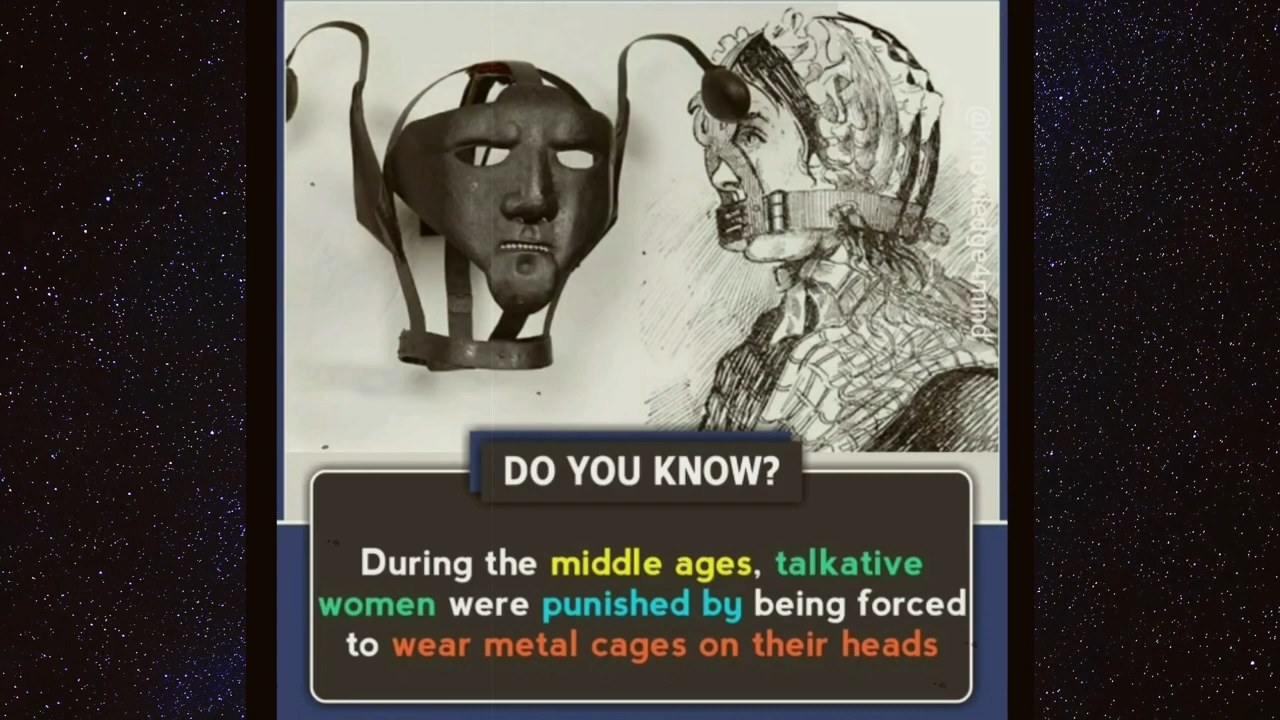 @Knowledge4mind
DO YOU KNOW?
During the middle ages, talkative
women were punished by being forced
to wear metal cages on their heads